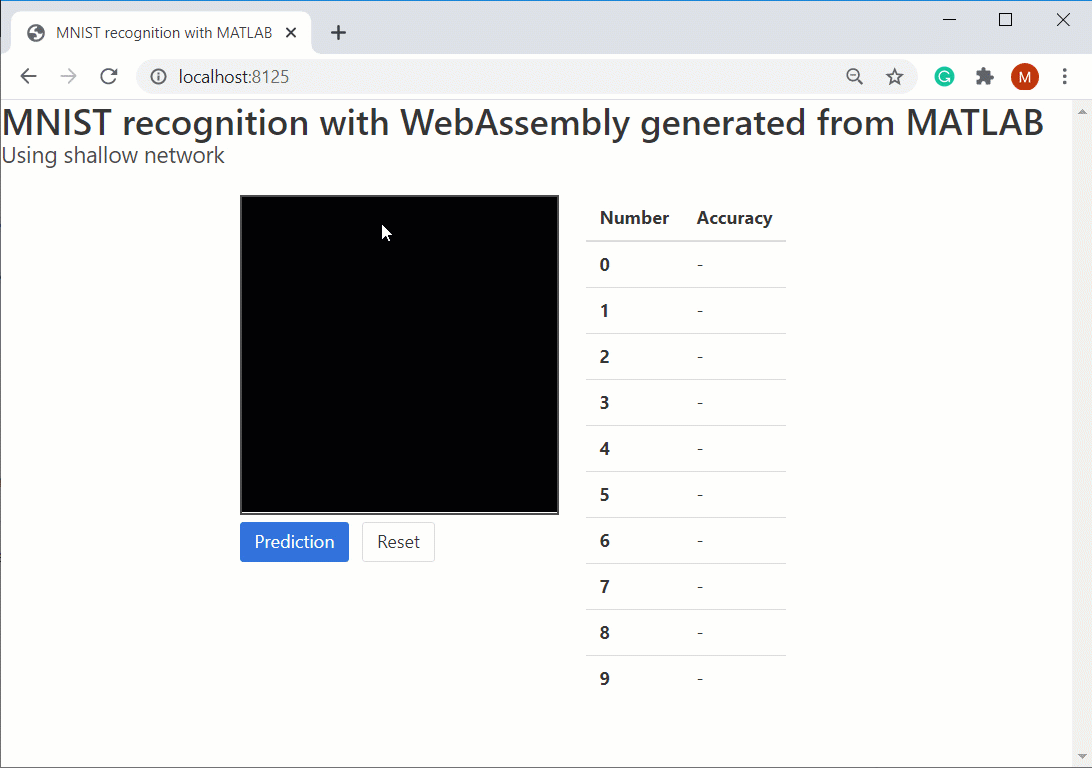 MNIST recognition with MATLAB
localhost:8125
M
MNIST recognition with WebAssembly generated from MATLAB
Using shallow network
Number Accuracy
0 -
1 -
2 -
3 -
4 -
5 -
6 -
7 -
8 -
9 -
Prediction Reset